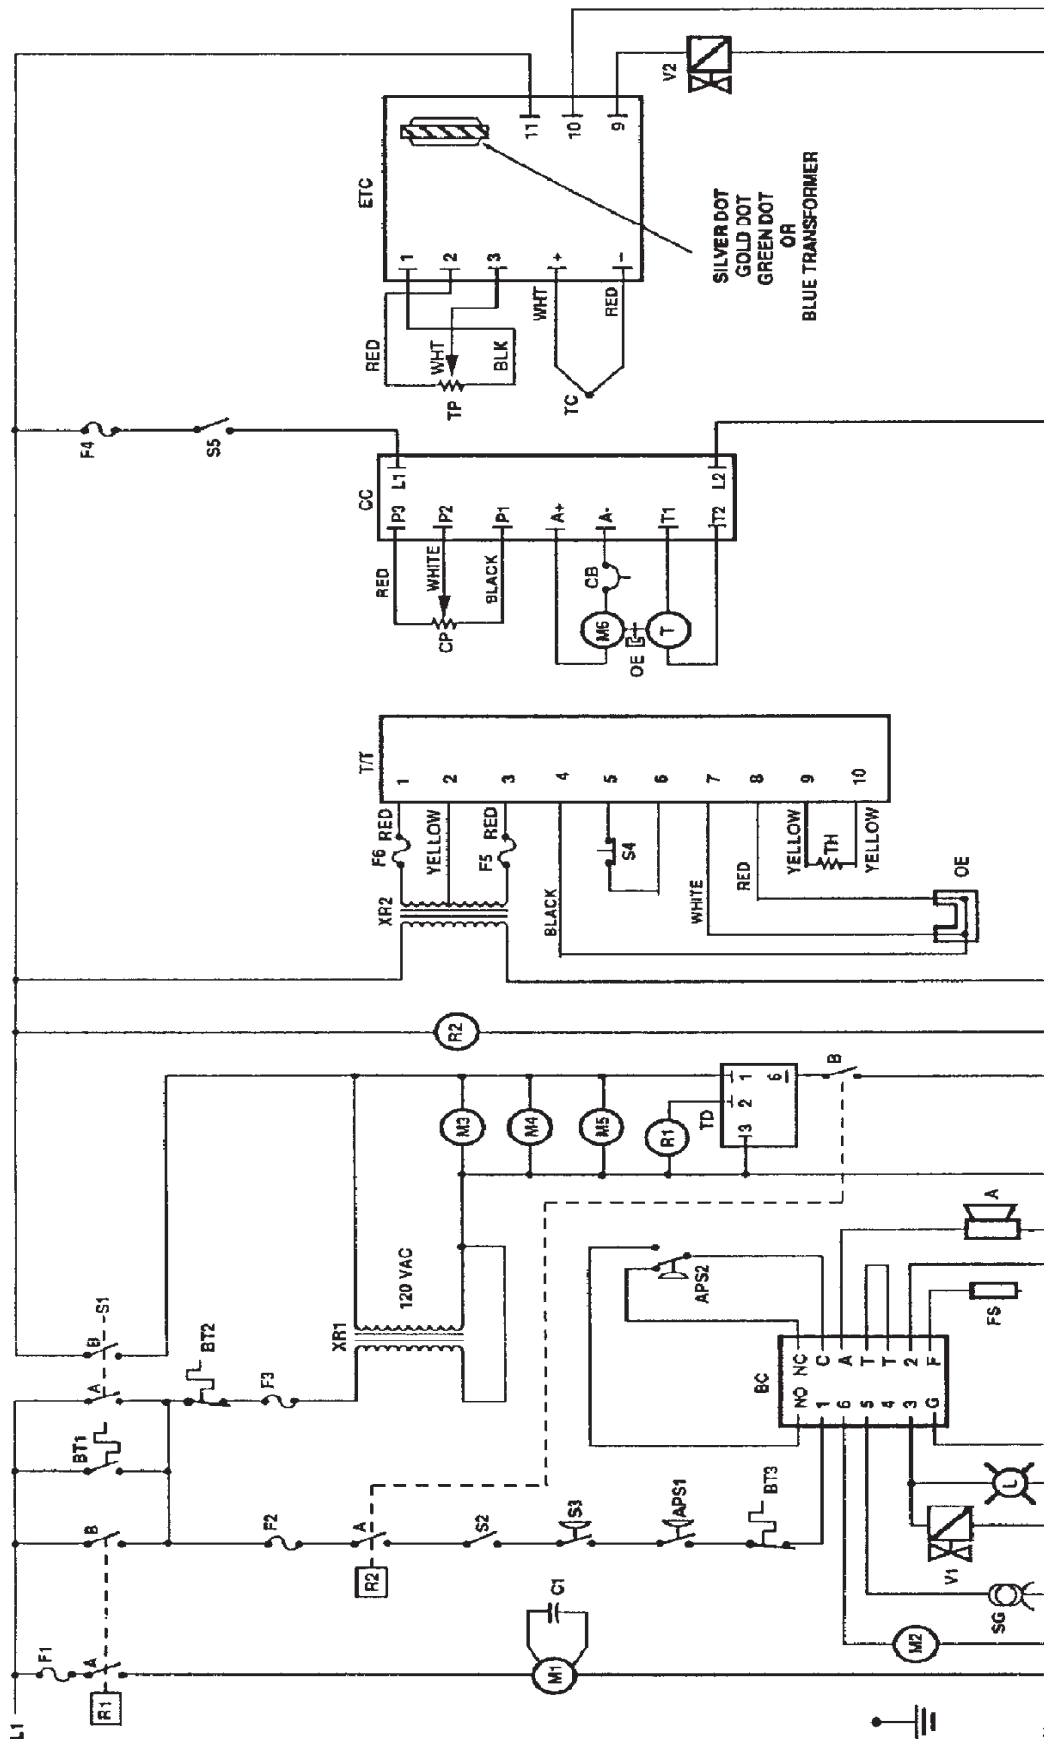 L1
F1
R1
A
B
BT1
A
B
S1
BT2
F3
F2
A
R2
S2
S3
APS1
BT3
M1
C1
XR1
120 VAC
M3
M4
M5
R1
TD
1
2
3
6
B
R2
APS2
BC
NO NC
1 C
6 A
5 T
4 T
3 2
G F
M2
SG
V1
L
FS
A
XR2
F6
RED
YELLOW
F5
RED
T/T
1
2
3
4
5
6
7
8
9
10
BLACK
S4
WHITE
RED
YELLOW
TH
YELLOW
OE
F4
S5
CC
P3
L1
P2
P1
A+
A-
T1
T2
L2
RED
WHITE
BLACK
CP
CB
M6
OE
T
ETC
1
2
3
+
−
11
10
9
RED
WHT
BLK
TP
WHT
RED
TC
V2
SILVER DOT
GOLD DOT
GREEN DOT
OR
BLUE TRANSFORMER